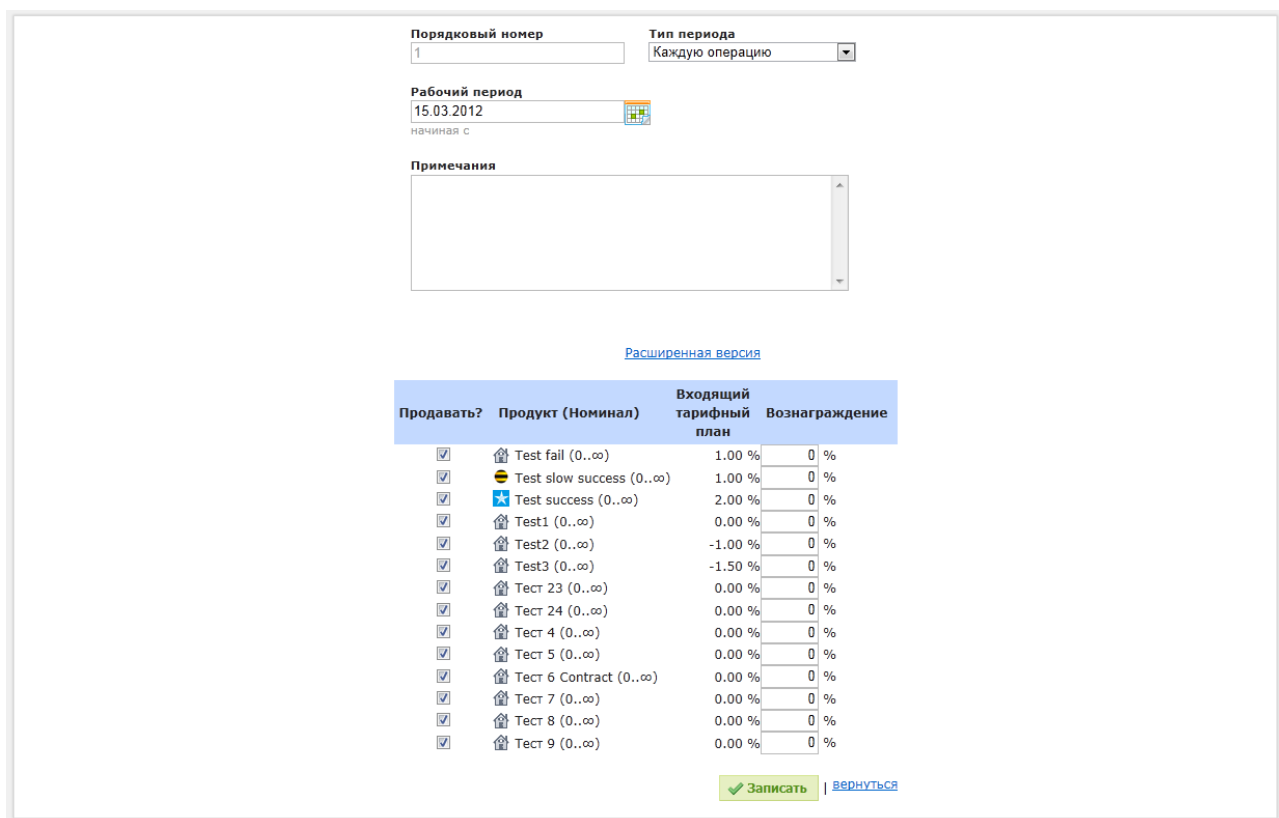 Порядковый номер Тип периода
1 Каждую операцию
Рабочий период
15.03.2012
начиная с
Примечания
Расширенная версия
Продавать? Продукт (Номинал) Входящий тарифный план Вознаграждение
Test fail (0..∞) 1.00 % 0 %
Test slow success (0..∞) 1.00 % 0 %
Test success (0..∞) 2.00 % 0 %
Test1 (0..∞) 0.00 % 0 %
Test2 (0..∞) -1.00 % 0 %
Test3 (0..∞) -1.50 % 0 %
Тест 23 (0..∞) 0.00 % 0 %
Тест 24 (0..∞) 0.00 % 0 %
Тест 4 (0..∞) 0.00 % 0 %
Тест 5 (0..∞) 0.00 % 0 %
Тест 6 Contract (0..∞) 0.00 % 0 %
Тест 7 (0..∞) 0.00 % 0 %
Тест 8 (0..∞) 0.00 % 0 %
Тест 9 (0..∞) 0.00 % 0 %
Записать | вернуться